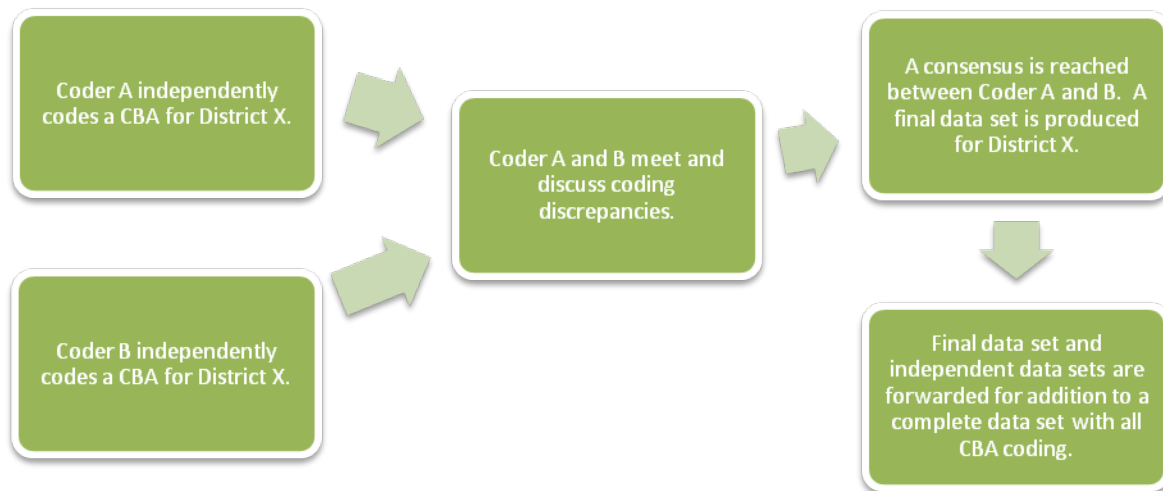 Coder A independently
codes a CBA for District X.
Coder B independently
codes a CBA for District X.
Coder A and B meet and
discuss coding
discrepancies.
A consensus is reached
between Coder A and B.  A
final data set is produced
for District X.
Final data set and
independent data sets are
forwarded for addition to a
complete data set with all
CBA coding.